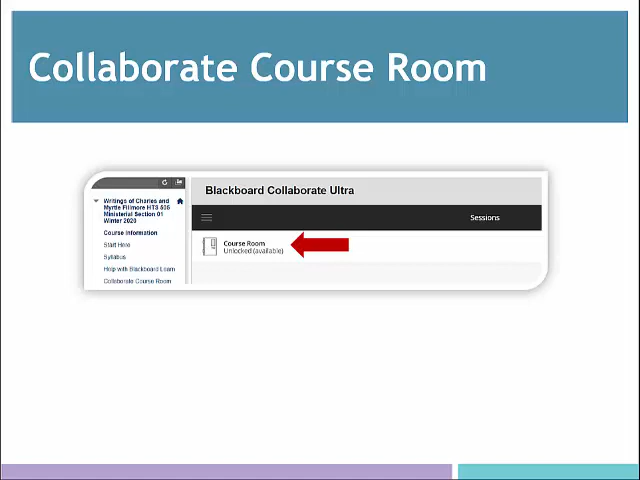 Collaborate Course Room
Writings of Charles and
Myrtle Fillmore HTS 505
Ministerial Section 01
Winter 2020
Course Information
Start Here
Syllabus
Help with Blackboard Learn
Collaborate Course Room
Blackboard Collaborate Ultra
Sessions
Course Room
Unlocked (available)